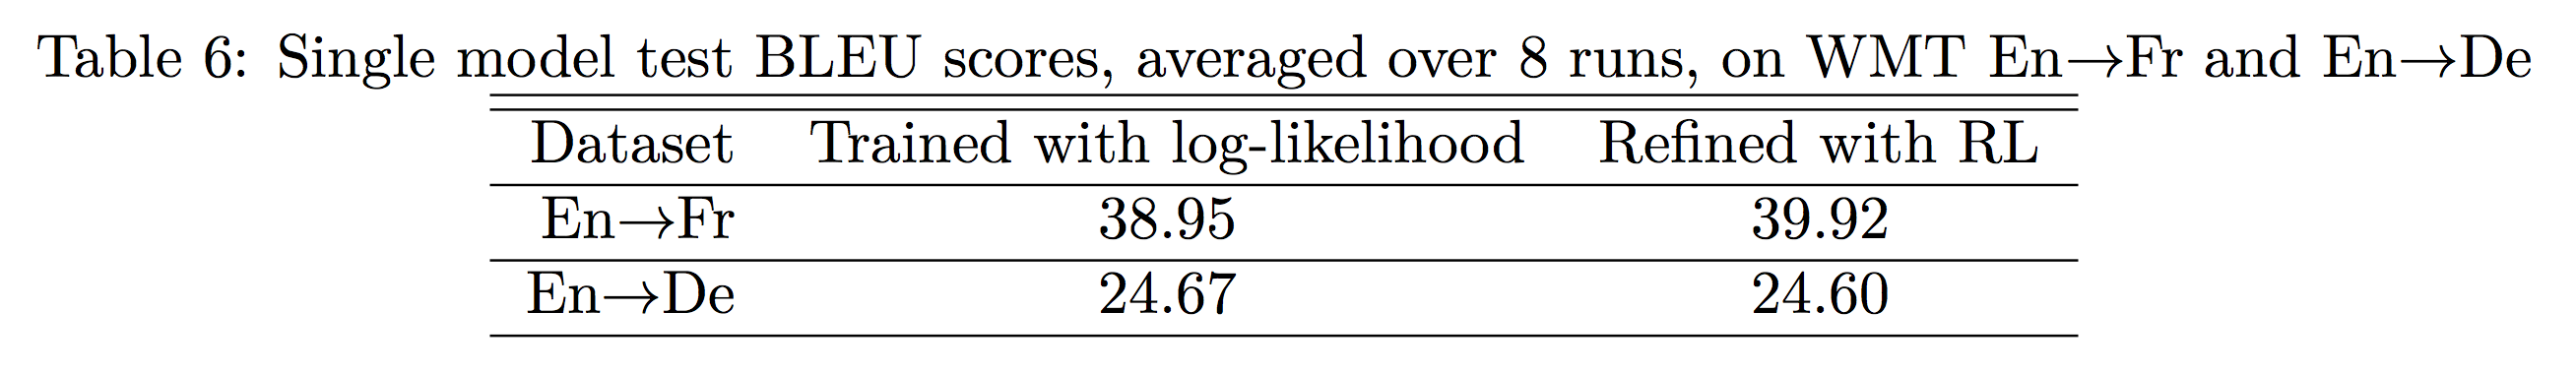 Table 6: Single model test BLEU scores, averaged over 8 runs, on WMT En→Fr and En→De
Dataset Trained with log-likelihood Refined with RL
En→Fr 38.95 39.92
En→De 24.67 24.60